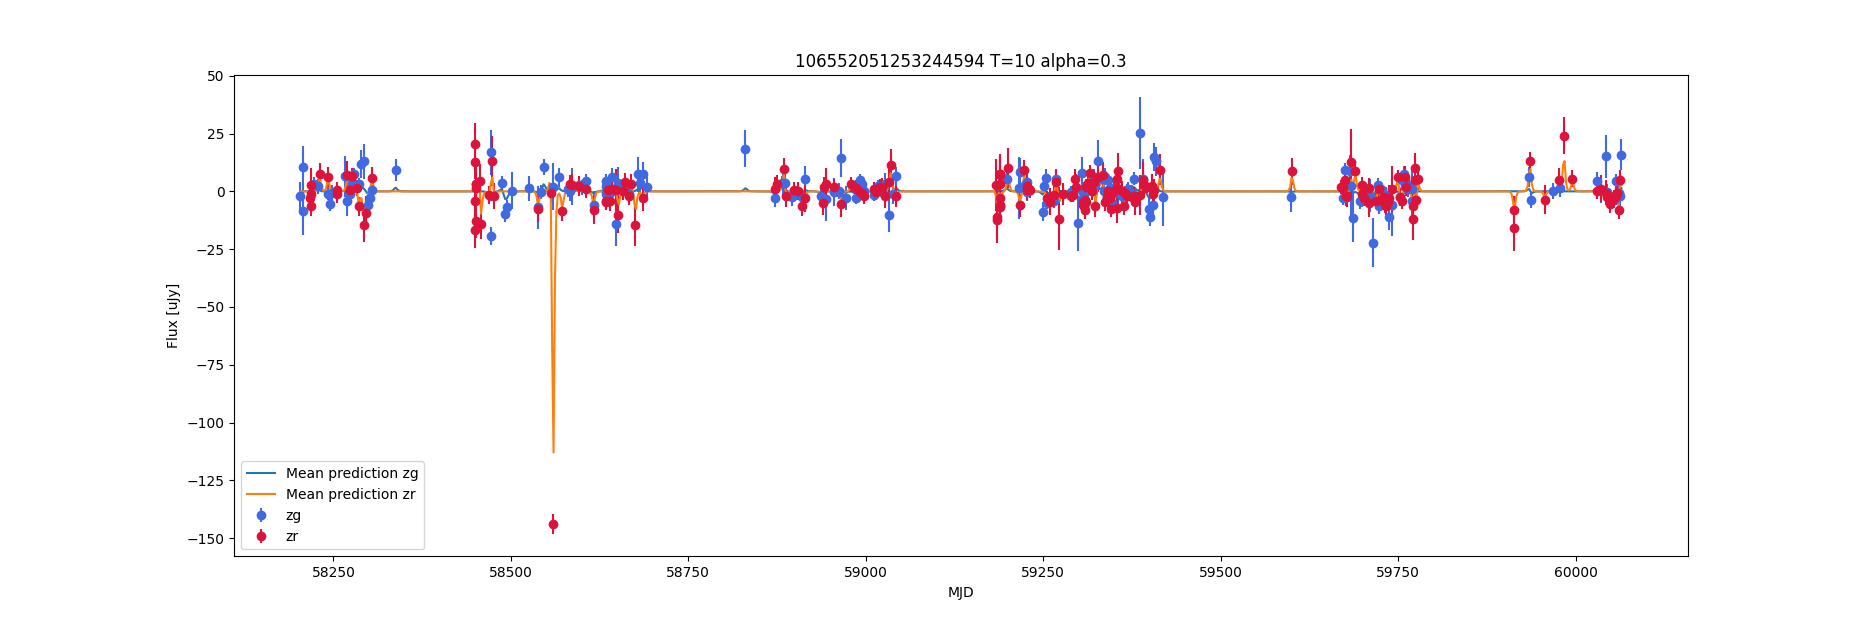 106552051253244594 T=10 alpha=0.3
50
25
0
−25
−50
−75
−100
−125
−150
Flux [uJy]
Mean prediction zg
Mean prediction zr
zg
zr
58250 58500 58750 59000 59250 59500 59750 60000
MJD